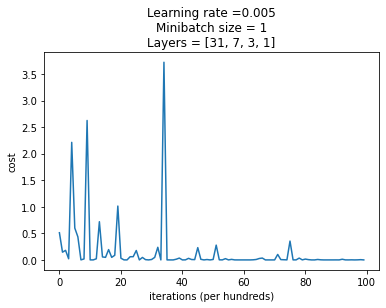 Learning rate =0.005
Minibatch size = 1
Layers = [31, 7, 3, 1]
cost
3.5
3.0
2.5
2.0
1.5
1.0
0.5
0.0
0 20 40 60 80 100
iterations (per hundreds)